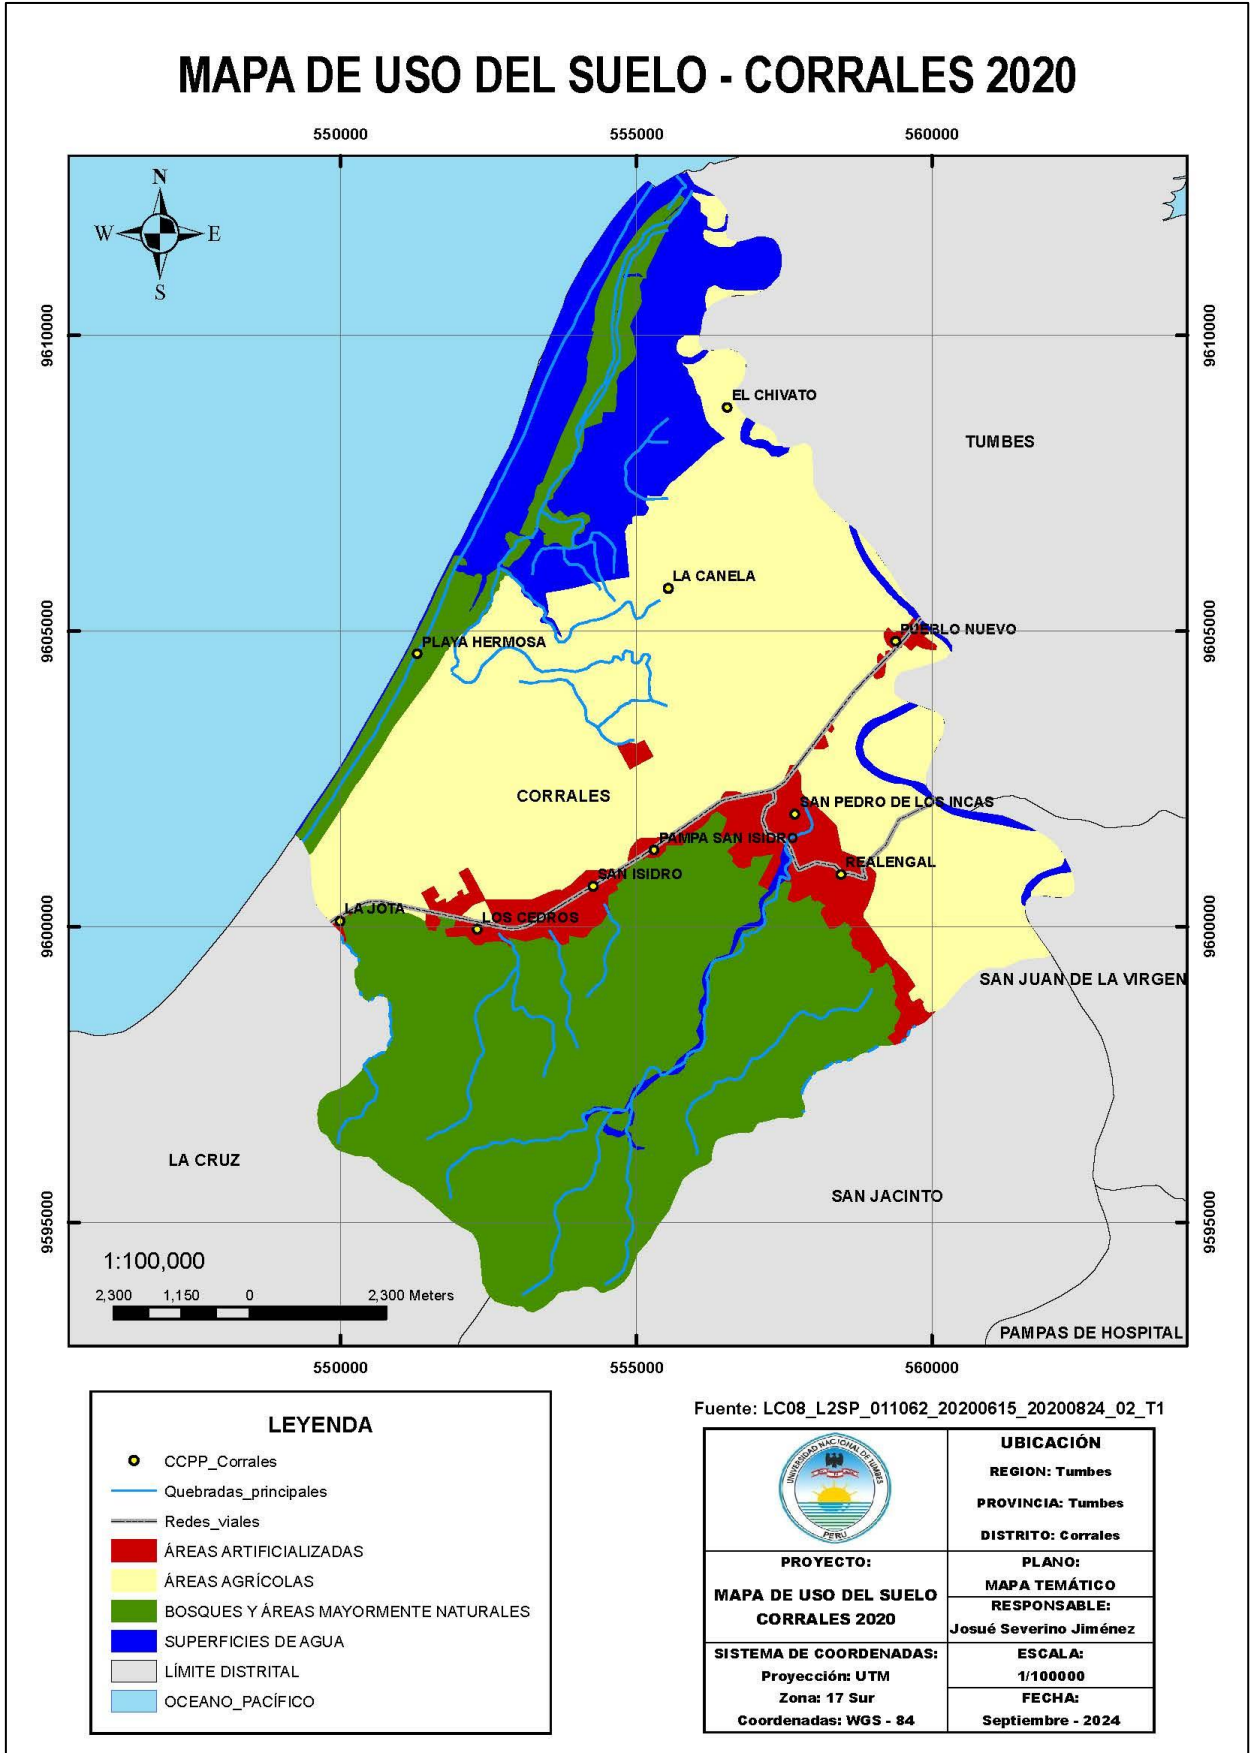 MAPA DE USO DEL SUELO - CORRALES 2020
550000
555000
560000
N
W
E
S
9610000
9610000
EL CHIVATO
TUMBES
LA CANELA
9605000
9605000
PUEBLO NUEVO
PLAYA HERMOSA
CORRALES
SAN PEDRO DE LOS INCAS
PAMPA SAN ISIDRO
REALENGAL
SAN ISIDRO
LA JOTA
LOS CEDROS
9600000
9600000
SAN JUAN DE LA VIRGEN
LA CRUZ
SAN JACINTO
9595000
9595000
1:100,000
2,300 1,150 0 2,300 Meters
PAMPAS DE HOSPITAL
550000
555000
560000
LEYENDA
CCPP_Corrales
Quebradas_principales
Redes_viales
ÁREAS ARTIFICIALIZADAS
ÁREAS AGRÍCOLAS
BOSQUES Y ÁREAS MAYORMENTE NATURALES
SUPERFICIES DE AGUA
LÍMITE DISTRITAL
OCEANO_PACÍFICO
Fuente: LC08_L2SP_011062_20200615_20200824_02_T1
UNIVERSIDAD NACIONAL DE TUMBES
PERU
UBICACIÓN
REGION: Tumbes
PROVINCIA: Tumbes
DISTRITO: Corrales
PROYECTO:
MAPA DE USO DEL SUELO
CORRALES 2020
PLANO:
MAPA TEMÁTICO
RESPONSABLE:
Josué Severino Jiménez
SISTEMA DE COORDENADAS:
Proyección: UTM
Zona: 17 Sur
Coordenadas: WGS - 84
ESCALA:
1/100000
FECHA:
Septiembre - 2024